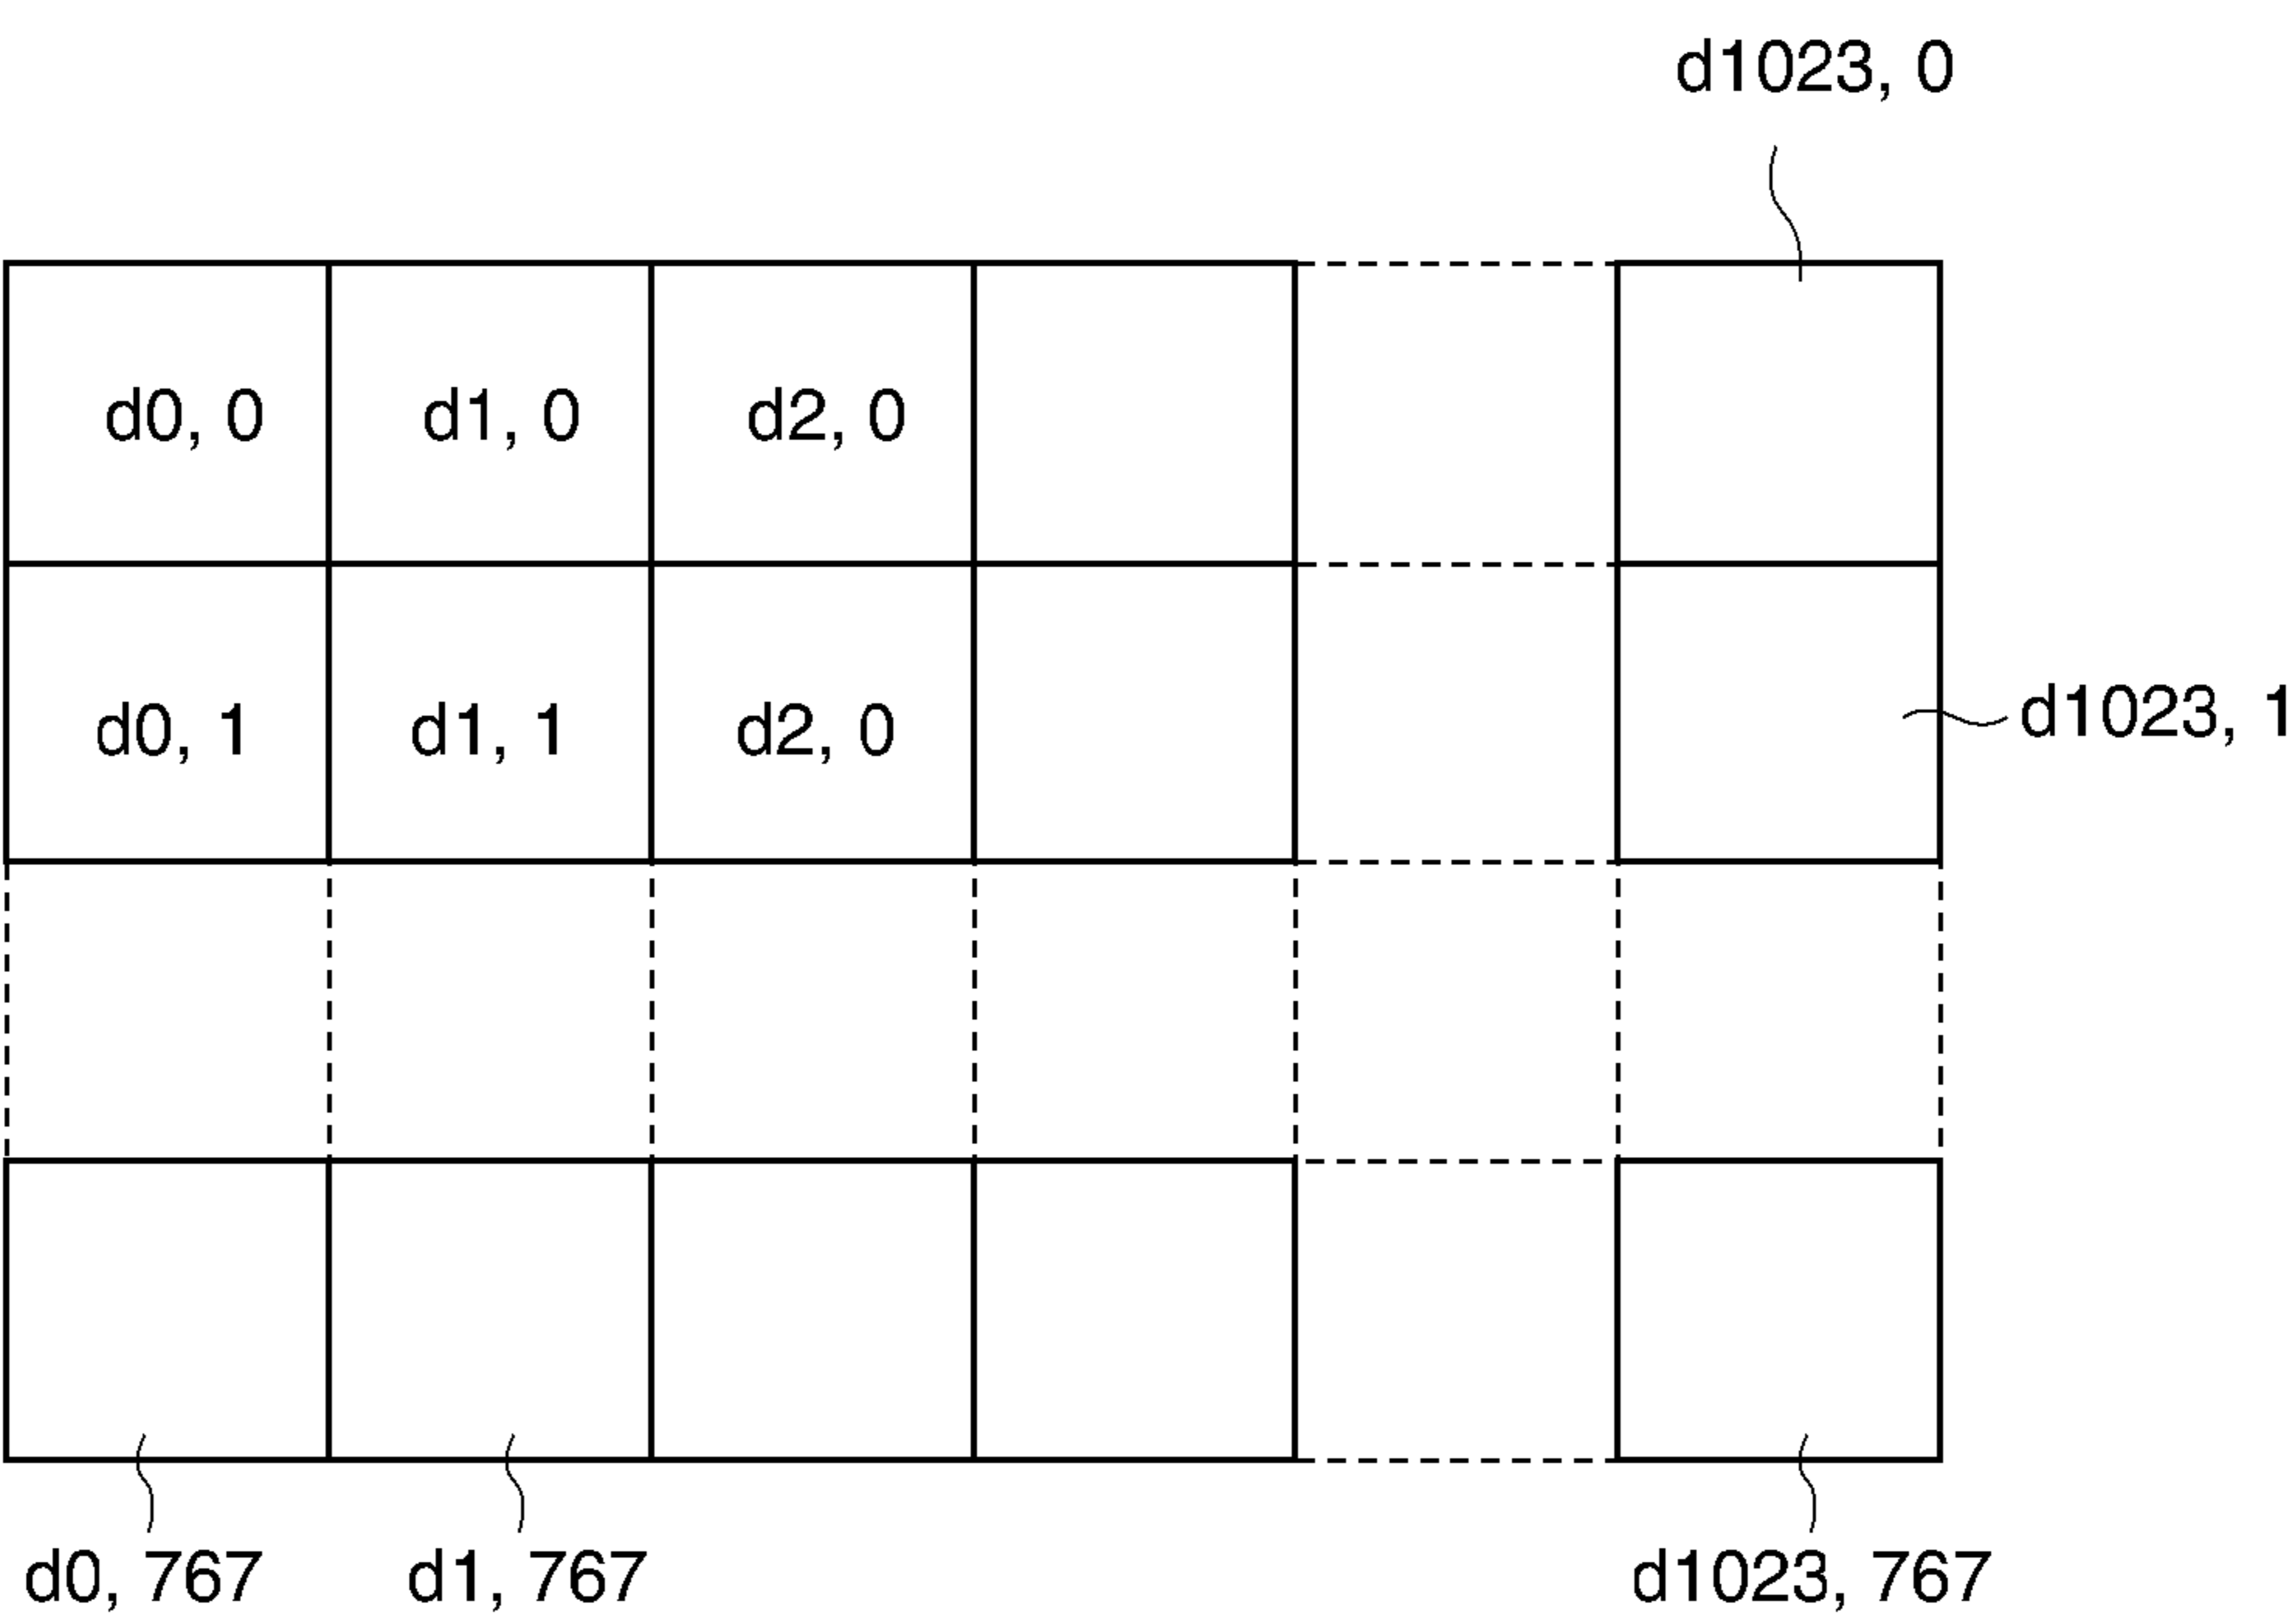 d1023, 0
d0, 0 d1, 0 d2, 0
d0, 1 d1, 1 d2, 0 d1023, 1
d0, 767 d1, 767 d1023, 767